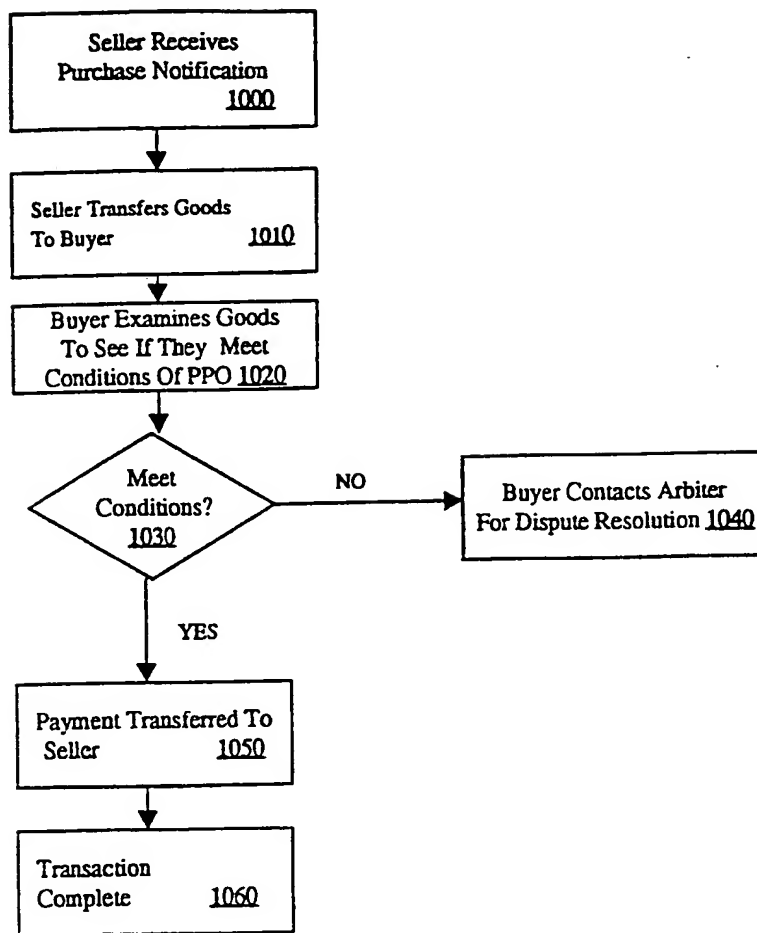 Seller Receives
Purchase Notification
1000
Seller Transfers Goods
To Buyer 1010
Buyer Examines Goods
To See If They Meet
Conditions Of PPO 1020
Meet
Conditions?
1030
NO
Buyer Contacts Arbiter
For Dispute Resolution 1040
YES
Payment Transferred To
Seller 1050
Transaction
Complete 1060